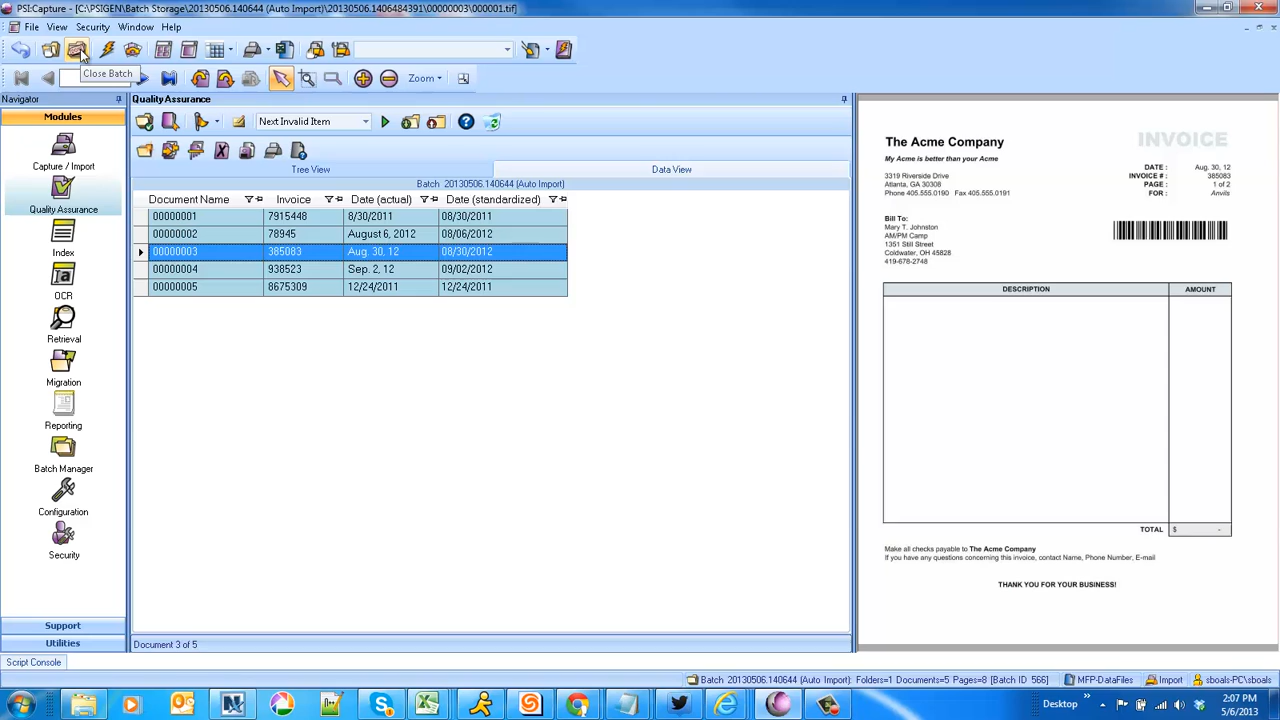 PSI:Capture - [C:\PSIGEN\Batch Storage\20130506.140644 (Auto Import)\20130506.1406484391\00000003\000001.tif]
File View Security Window Help
Close Batch
Zoom
Navigator
Modules
Capture / Import
Quality Assurance
Index
OCR
Retrieval
Migration
Reporting
Batch Manager
Configuration
Security
Support
Utilities
Script Console
Quality Assurance
Next Invalid Item
Tree View Data View
Batch 20130506.140644 (Auto Import)
Document Name Invoice Date (actual) Date (standardized)
00000001 7915448 8/30/2011 08/30/2011
00000002 78945 August 6, 2012 08/06/2012
00000003 385083 Aug. 30, 12 08/30/2012
00000004 938523 Sep. 2, 12 09/02/2012
00000005 8675309 12/24/2011 12/24/2011
Document 3 of 5
The Acme Company INVOICE
My Acme is better than your Acme
3319 Riverside Drive
Atlanta, GA 30308
Phone 405.555.0190 Fax 405.555.0191
DATE : Aug. 30, 12
INVOICE # : 385083
PAGE : 1 of 2
FOR : Anvils
Bill To:
Mary T. Johnston
AM/PM Camp
1351 Still Street
Coldwater, OH 45828
419-678-2748
DESCRIPTION AMOUNT
TOTAL $ -
Make all checks payable to The Acme Company
If you have any questions concerning this invoice, contact Name, Phone Number, E-mail
THANK YOU FOR YOUR BUSINESS!
Batch 20130506.140644 (Auto Import): Folders=1 Documents=5 Pages=8 [Batch ID 566] MFP-DataFiles Import sboals-PC\sboals
Desktop
2:07 PM
5/6/2013